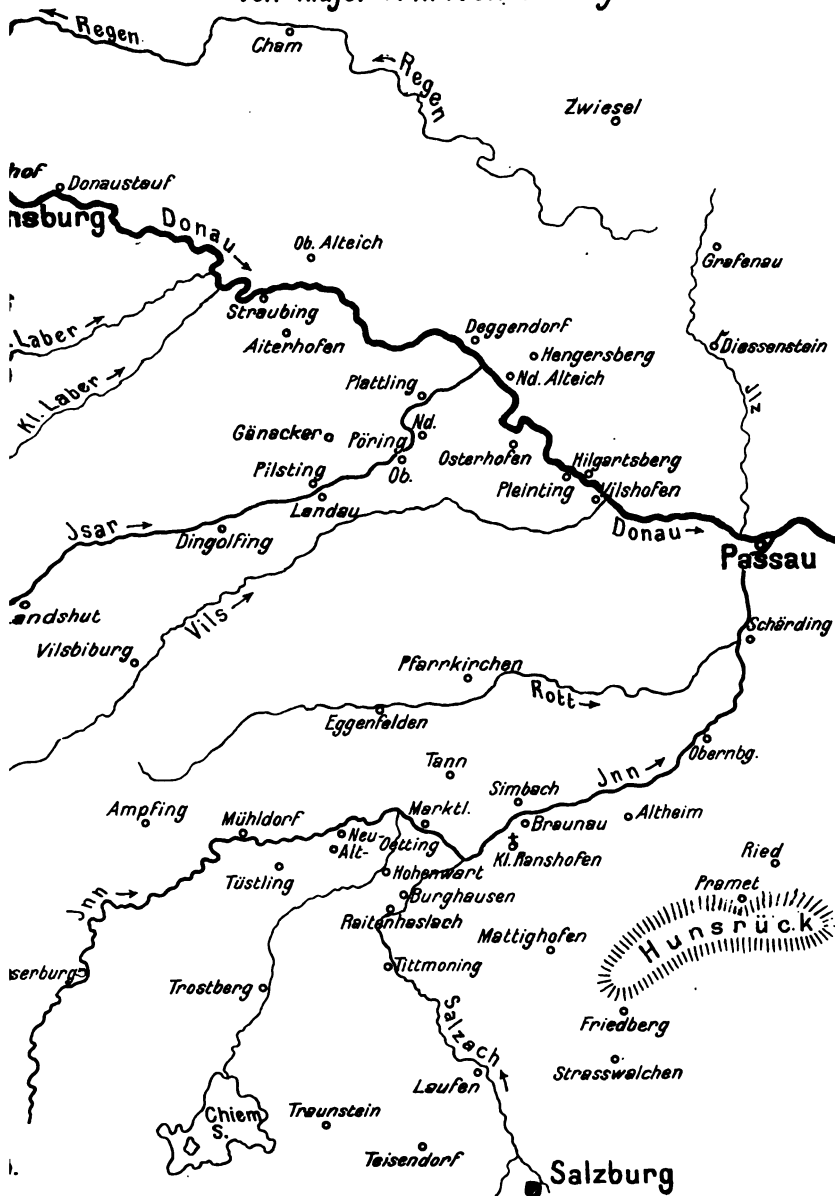 Regen
Cham
Regen
Zwiesel
hof
Donaustauf
nsburg
Donau
Ob. Alteich
Grafenau
Straubing
Laber
Aiterhofen
Deggendorf
Hengersberg
Diessenstein
Kl. Laber
Plattling
Nd. Alteich
Jlz
Gänacker
Nd.
Pöring
Ob.
Osterhofen
Hilgartsberg
Pilsting
Pleinting
Vilshofen
Landau
Jsar
Dingolfing
Donau
Passau
andshut
Vils
Schärding
Vilsbiburg
Pfarrkirchen
Rott
Eggenfelden
Obernbg.
Tann
Jnn
Simbach
Ampfing
Mühldorf
Marktl.
Braunau
Altheim
Neu-
Alt-
Oetting
Kl. Ranshofen
Ried
Tüstling
Hohenwart
Pramet
Jnn
Burghausen
Raitenhaslach
Mattighofen
Hunsrück
serburg
Tittmoning
Trostberg
Friedberg
Salzach
Strasswalchen
Laufen
Chiem
S.
Traunstein
Teisendorf
Salzburg